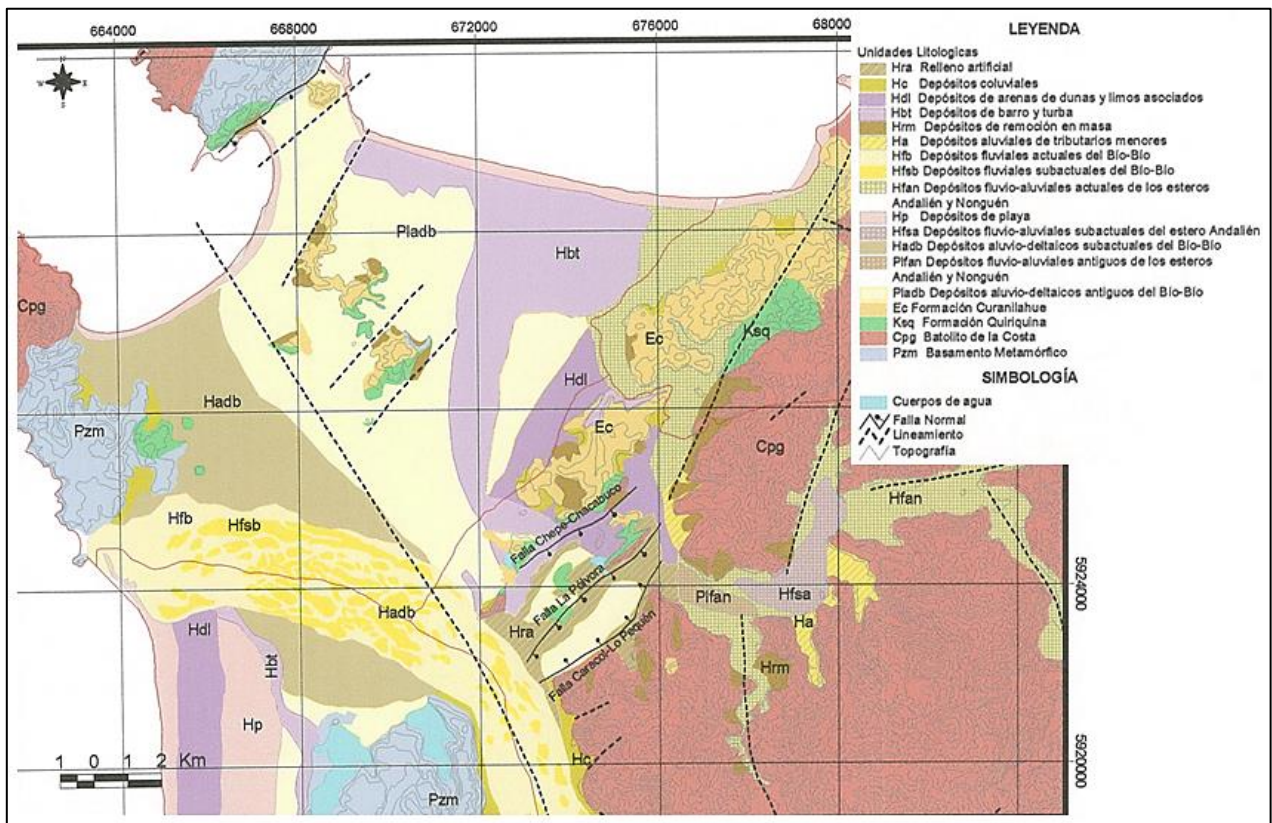 664000
668000
672000
676000
680000
LEYENDA
Unidades Litologicas
Hra Relleno artificial
Hc Depósitos coluviales
Hdl Depósitos de arenas de dunas y limos asociados
Hbt Depósitos de barro y turba
Hrm Depósitos de remoción en masa
Ha Depósitos aluviales de tributarios menores
Hfb Depósitos fluviales actuales del Bío-Bío
Hfsb Depósitos fluviales subactuales del Bío-Bío
Hfan Depósitos fluvio-aluviales actuales de los esteros
Andalién y Nonguén
Hp Depósitos de playa
Hfsa Depósitos fluvio-aluviales subactuales del estero Andalién
Hadb Depósitos aluvio-deltaicos subactuales del Bío-Bío
Plfan Depósitos fluvio-aluviales antiguos de los esteros
Andalién y Nonguén
Pladb Depósitos aluvio-deltaicos antiguos del Bío-Bío
Ec Formación Curanilahue
Ksq Formación Quiriquina
Cpg Batolito de la Costa
Pzm Basamento Metamórfico
SIMBOLOGÍA
Cuerpos de agua
Falla Normal
Lineamiento
Topografía
N
W
E
S
Pladb
Hbt
Cpg
Ec
Ksq
Hadb
Hdl
Ec
Cpg
Pzm
Hfan
Hfb
Hfsb
Falla Chepe-Chacabuco
Falla La Pólvora
Hadb
Plfan
Hfsa
5924000
Hra
Ha
Hdl
Hbt
Falla Caracol-Lo Pequén
Hrm
Hp
Hc
5920000
1 0 1 2 Km
Pzm